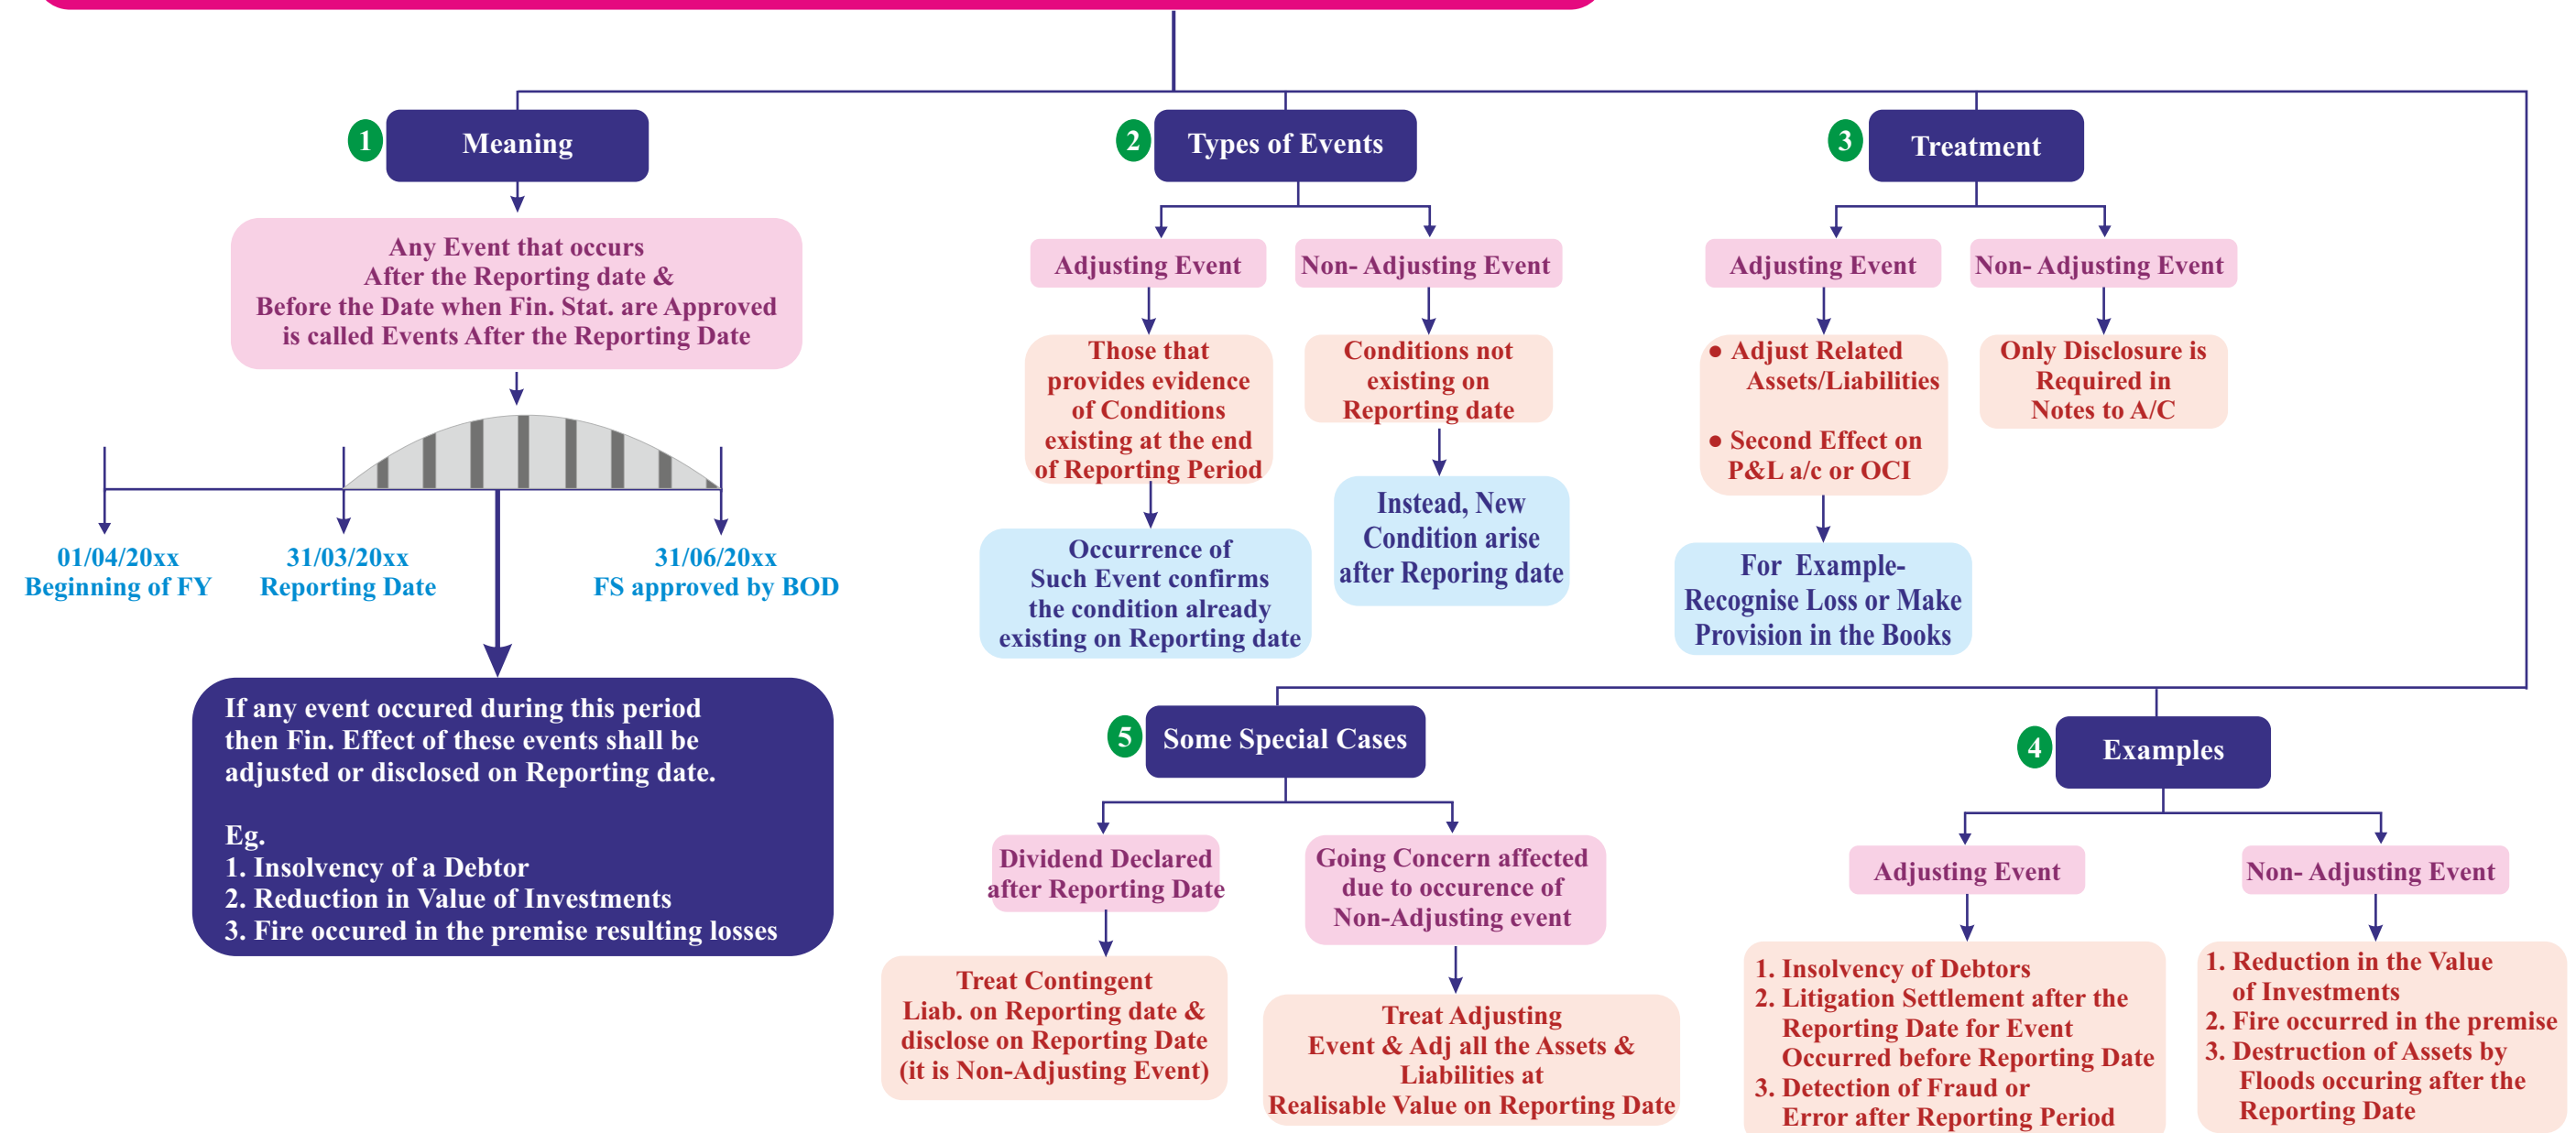 1 Meaning
Any Event that occurs
After the Reporting date &
Before the Date when Fin. Stat. are Approved
is called Events After the Reporting Date
01/04/20xx
Beginning of FY
31/03/20xx
Reporting Date
31/06/20xx
FS approved by BOD
If any event occured during this period
then Fin. Effect of these events shall be
adjusted or disclosed on Reporting date.
Eg.
1. Insolvency of a Debtor
2. Reduction in Value of Investments
3. Fire occured in the premise resulting losses
2 Types of Events
Adjusting Event
Those that
provides evidence
of Conditions
existing at the end
of Reporting Period
Occurrence of
Such Event confirms
the condition already
existing on Reporting date
Non- Adjusting Event
Conditions not
existing on
Reporting date
Instead, New
Condition arise
after Reporing date
3 Treatment
Adjusting Event
• Adjust Related
Assets/Liabilities
• Second Effect on
P&L a/c or OCI
For Example-
Recognise Loss or Make
Provision in the Books
Non- Adjusting Event
Only Disclosure is
Required in
Notes to A/C
5 Some Special Cases
Dividend Declared
after Reporting Date
Treat Contingent
Liab. on Reporting date &
disclose on Reporting Date
(it is Non-Adjusting Event)
Going Concern affected
due to occurence of
Non-Adjusting event
Treat Adjusting
Event & Adj all the Assets &
Liabilities at
Realisable Value on Reporting Date
4 Examples
Adjusting Event
1. Insolvency of Debtors
2. Litigation Settlement after the
Reporting Date for Event
Occurred before Reporting Date
3. Detection of Fraud or
Error after Reporting Period
Non- Adjusting Event
1. Reduction in the Value
of Investments
2. Fire occurred in the premise
3. Destruction of Assets by
Floods occuring after the
Reporting Date